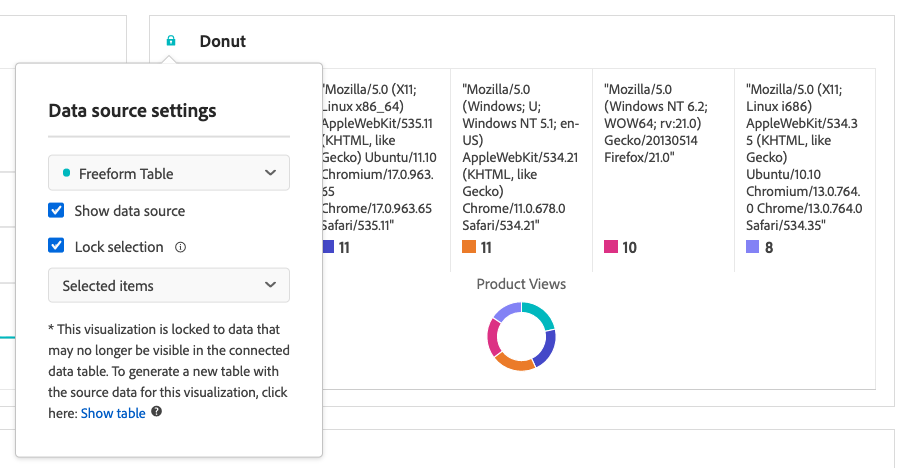 Donut
Data source settings
Freeform Table
Show data source
Lock selection
Selected items
* This visualization is locked to data that
may no longer be visible in the connected
data table. To generate a new table with
the source data for this visualization, click
here: Show table
"Mozilla/5.0 (X11;
Linux x86_64)
AppleWebKit/535.11
(KHTML, like
Gecko) Ubuntu/11.10
Chromium/17.0.963.
65
Chrome/17.0.963.65
Safari/535.11"
11
"Mozilla/5.0
(Windows; U;
Windows NT 5.1; en-
US)
AppleWebKit/534.21
(KHTML, like
Gecko)
Chrome/11.0.678.0
Safari/534.21"
11
"Mozilla/5.0
(Windows NT 6.2;
WOW64; rv:21.0)
Gecko/20130514
Firefox/21.0"
10
"Mozilla/5.0 (X11;
Linux i686)
AppleWebKit/534.3
5 (KHTML, like
Gecko)
Ubuntu/10.10
Chromium/13.0.764.
0 Chrome/13.0.764.0
Safari/534.35"
8
Product Views